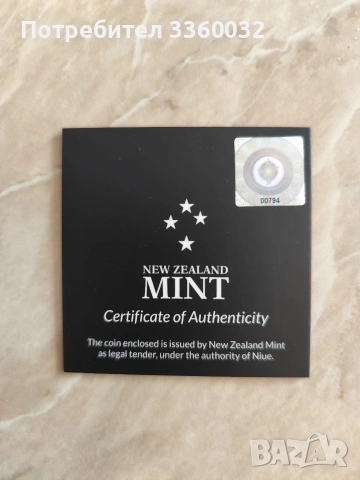 Потребител 3360032
00794
NEW ZEALAND
MINT
Certificate of Authenticity
The coin enclosed is issued by New Zealand Mint
as legal tender, under the authority of Niue.
BAZAR
bg